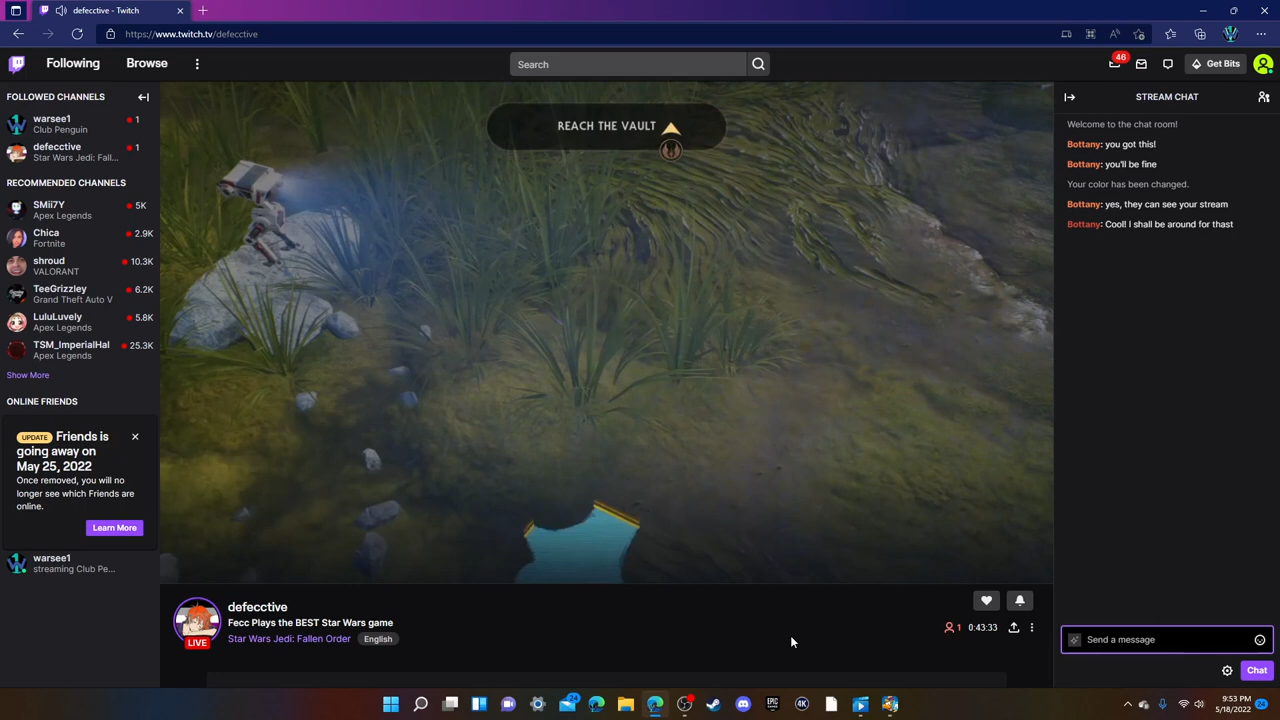 defecctive - Twitch
https://www.twitch.tv/defecctive
Following
Browse
Search
46
Get Bits
FOLLOWED CHANNELS
warsee1
1
Club Penguin
defecctive
1
Star Wars Jedi: Fall...
RECOMMENDED CHANNELS
SMii7Y
5K
Apex Legends
Chica
2.9K
Fortnite
shroud
10.3K
VALORANT
TeeGrizzley
6.2K
Grand Theft Auto V
LuluLuvely
5.8K
Apex Legends
TSM_ImperialHal
25.3K
Apex Legends
Show More
ONLINE FRIENDS
UPDATE Friends is
going away on
May 25, 2022
Once removed, you will no
longer see which Friends are
online.
Learn More
warsee1
streaming Club Pe...
REACH THE VAULT
defecctive
Fecc Plays the BEST Star Wars game
Star Wars Jedi: Fallen Order
English
LIVE
1
0:43:33
STREAM CHAT
Welcome to the chat room!
Bottany: you got this!
Bottany: you'll be fine
Your color has been changed.
Bottany: yes, they can see your stream
Bottany: Cool! I shall be around for thast
Send a message
Chat
24
4K
9:53 PM
5/18/2022
24